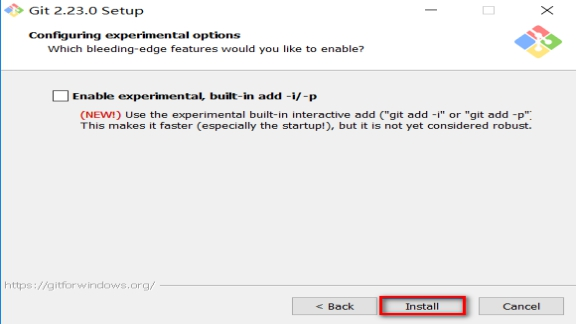 Git 2.23.0 Setup
Configuring experimental options
Which bleeding-edge features would you like to enable?
Enable experimental, built-in add -i/-p
(NEW!) Use the experimental built-in interactive add ("git add -i" or "git add -p")
This makes it faster (especially the startup!), but it is not yet considered robust.
https://gitforwindows.org/
< Back
Install
Cancel